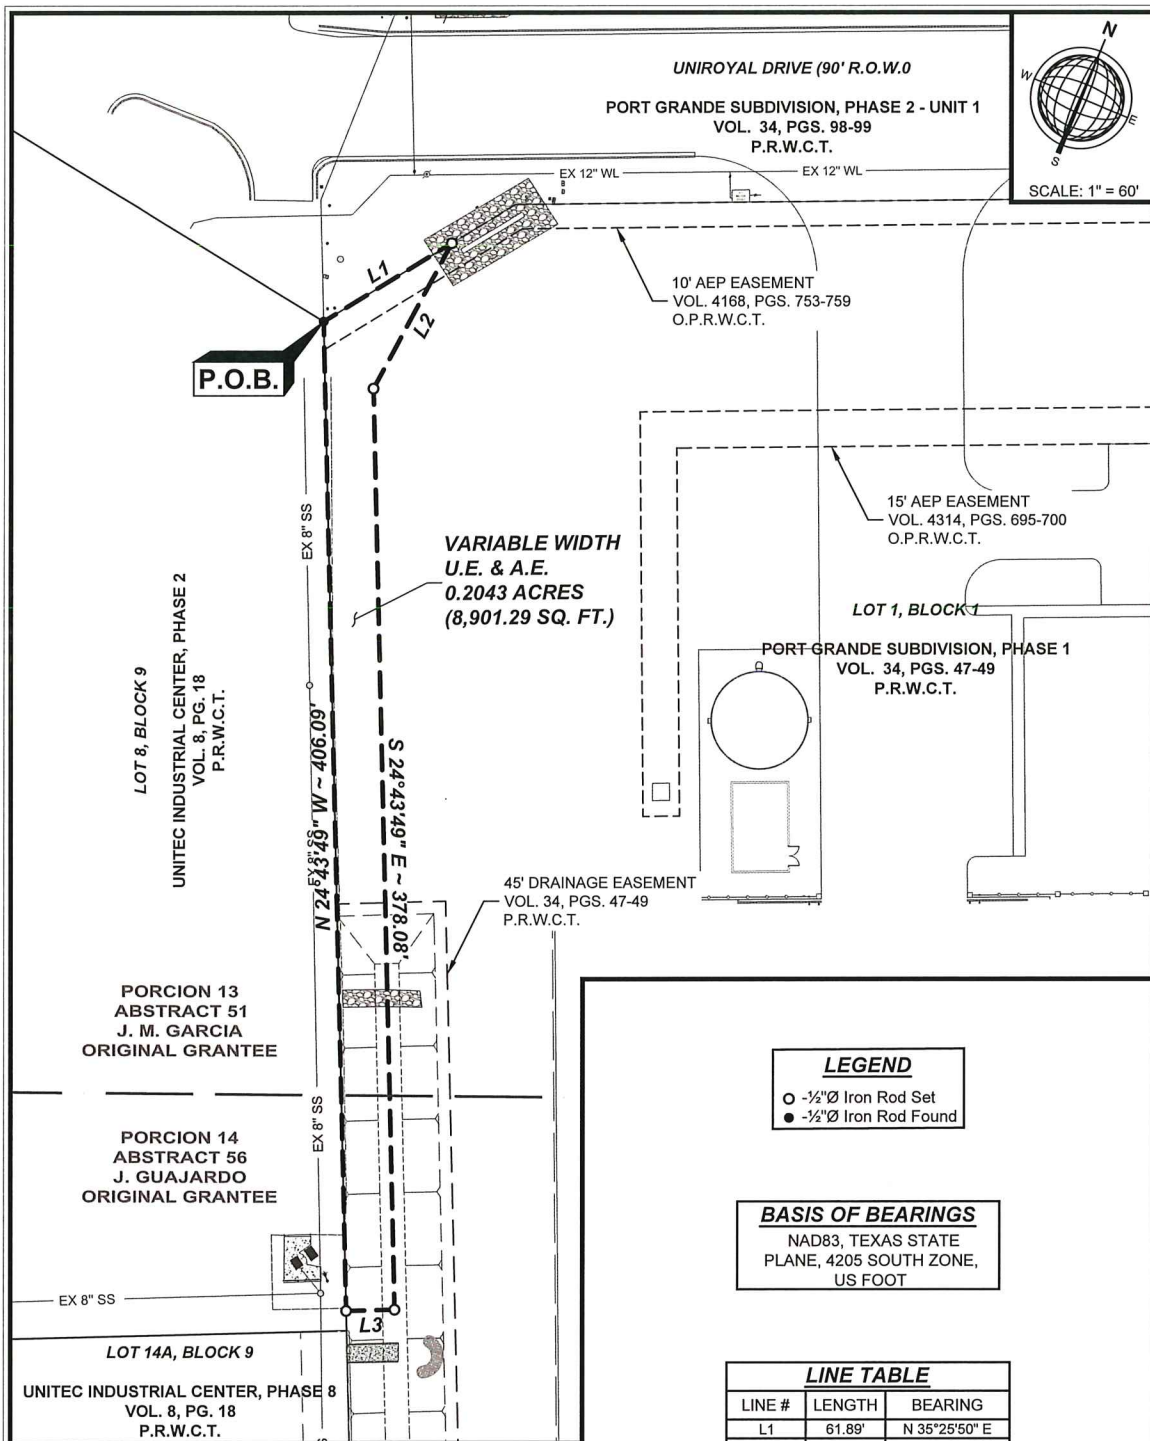 UNIROYAL DRIVE (90' R.O.W.0
PORT GRANDE SUBDIVISION, PHASE 2 - UNIT 1
VOL. 34, PGS. 98-99
P.R.W.C.T.
N
W
E
S
SCALE: 1" = 60'
EX 12" WL
EX 12" WL
L1
L2
P.O.B.
10' AEP EASEMENT
VOL. 4168, PGS. 753-759
O.P.R.W.C.T.
15' AEP EASEMENT
VOL. 4314, PGS. 695-700
O.P.R.W.C.T.
EX 8" SS
VARIABLE WIDTH
U.E. & A.E.
0.2043 ACRES
(8,901.29 SQ. FT.)
LOT 1, BLOCK 1
PORT GRANDE SUBDIVISION, PHASE 1
VOL. 34, PGS. 47-49
P.R.W.C.T.
LOT 8, BLOCK 9
UNITEC INDUSTRIAL CENTER, PHASE 2
VOL. 8, PG. 18
P.R.W.C.T.
EX 8" SS
N 24°43'49" W ~ 406.09'
S 24°43'49" E ~ 378.08'
45' DRAINAGE EASEMENT
VOL. 34, PGS. 47-49
P.R.W.C.T.
PORCION 13
ABSTRACT 51
J. M. GARCIA
ORIGINAL GRANTEE
EX 8" SS
PORCION 14
ABSTRACT 56
J. GUAJARDO
ORIGINAL GRANTEE
EX 8" SS
L3
LOT 14A, BLOCK 9
UNITEC INDUSTRIAL CENTER, PHASE 8
VOL. 8, PG. 18
P.R.W.C.T.
LEGEND
-½"Ø Iron Rod Set
-½"Ø Iron Rod Found
BASIS OF BEARINGS
NAD83, TEXAS STATE
PLANE, 4205 SOUTH ZONE,
US FOOT
LINE TABLE
LINE # LENGTH BEARING
L1 61.89' N 35°25'50" E